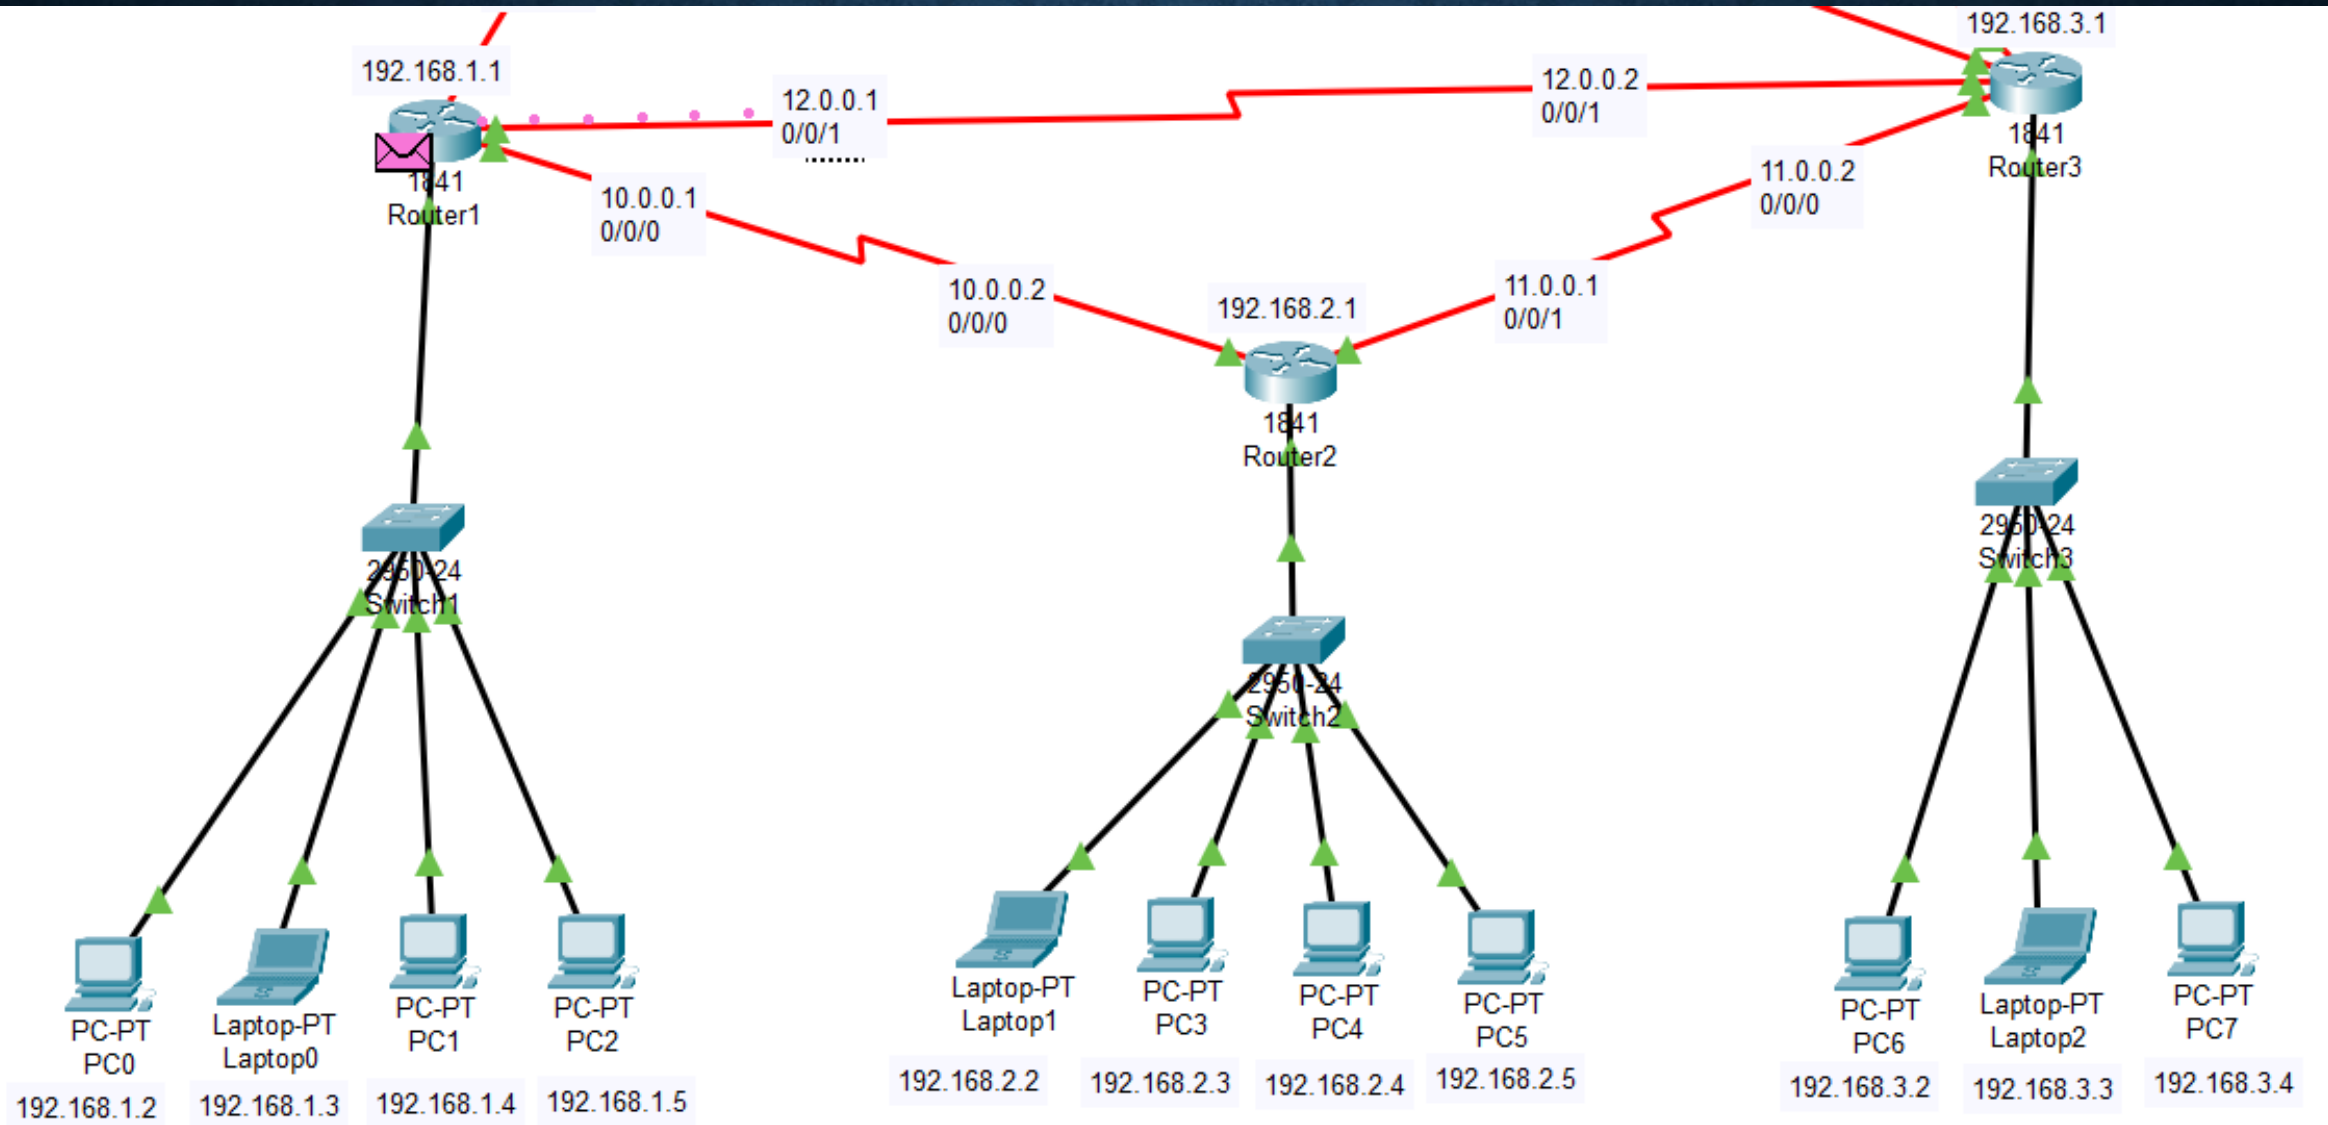 192.168.1.1
1841
Router1
12.0.0.1
0/0/1
10.0.0.1
0/0/0
12.0.0.2
0/0/1
192.168.3.1
1841
Router3
11.0.0.2
0/0/0
10.0.0.2
0/0/0
192.168.2.1
11.0.0.1
0/0/1
1841
Router2
2950-24
Switch1
2950-24
Switch2
2950-24
Switch3
PC-PT
PC0
192.168.1.2
Laptop-PT
Laptop0
192.168.1.3
PC-PT
PC1
192.168.1.4
PC-PT
PC2
192.168.1.5
Laptop-PT
Laptop1
192.168.2.2
PC-PT
PC3
192.168.2.3
PC-PT
PC4
192.168.2.4
PC-PT
PC5
192.168.2.5
PC-PT
PC6
192.168.3.2
Laptop-PT
Laptop2
192.168.3.3
PC-PT
PC7
192.168.3.4